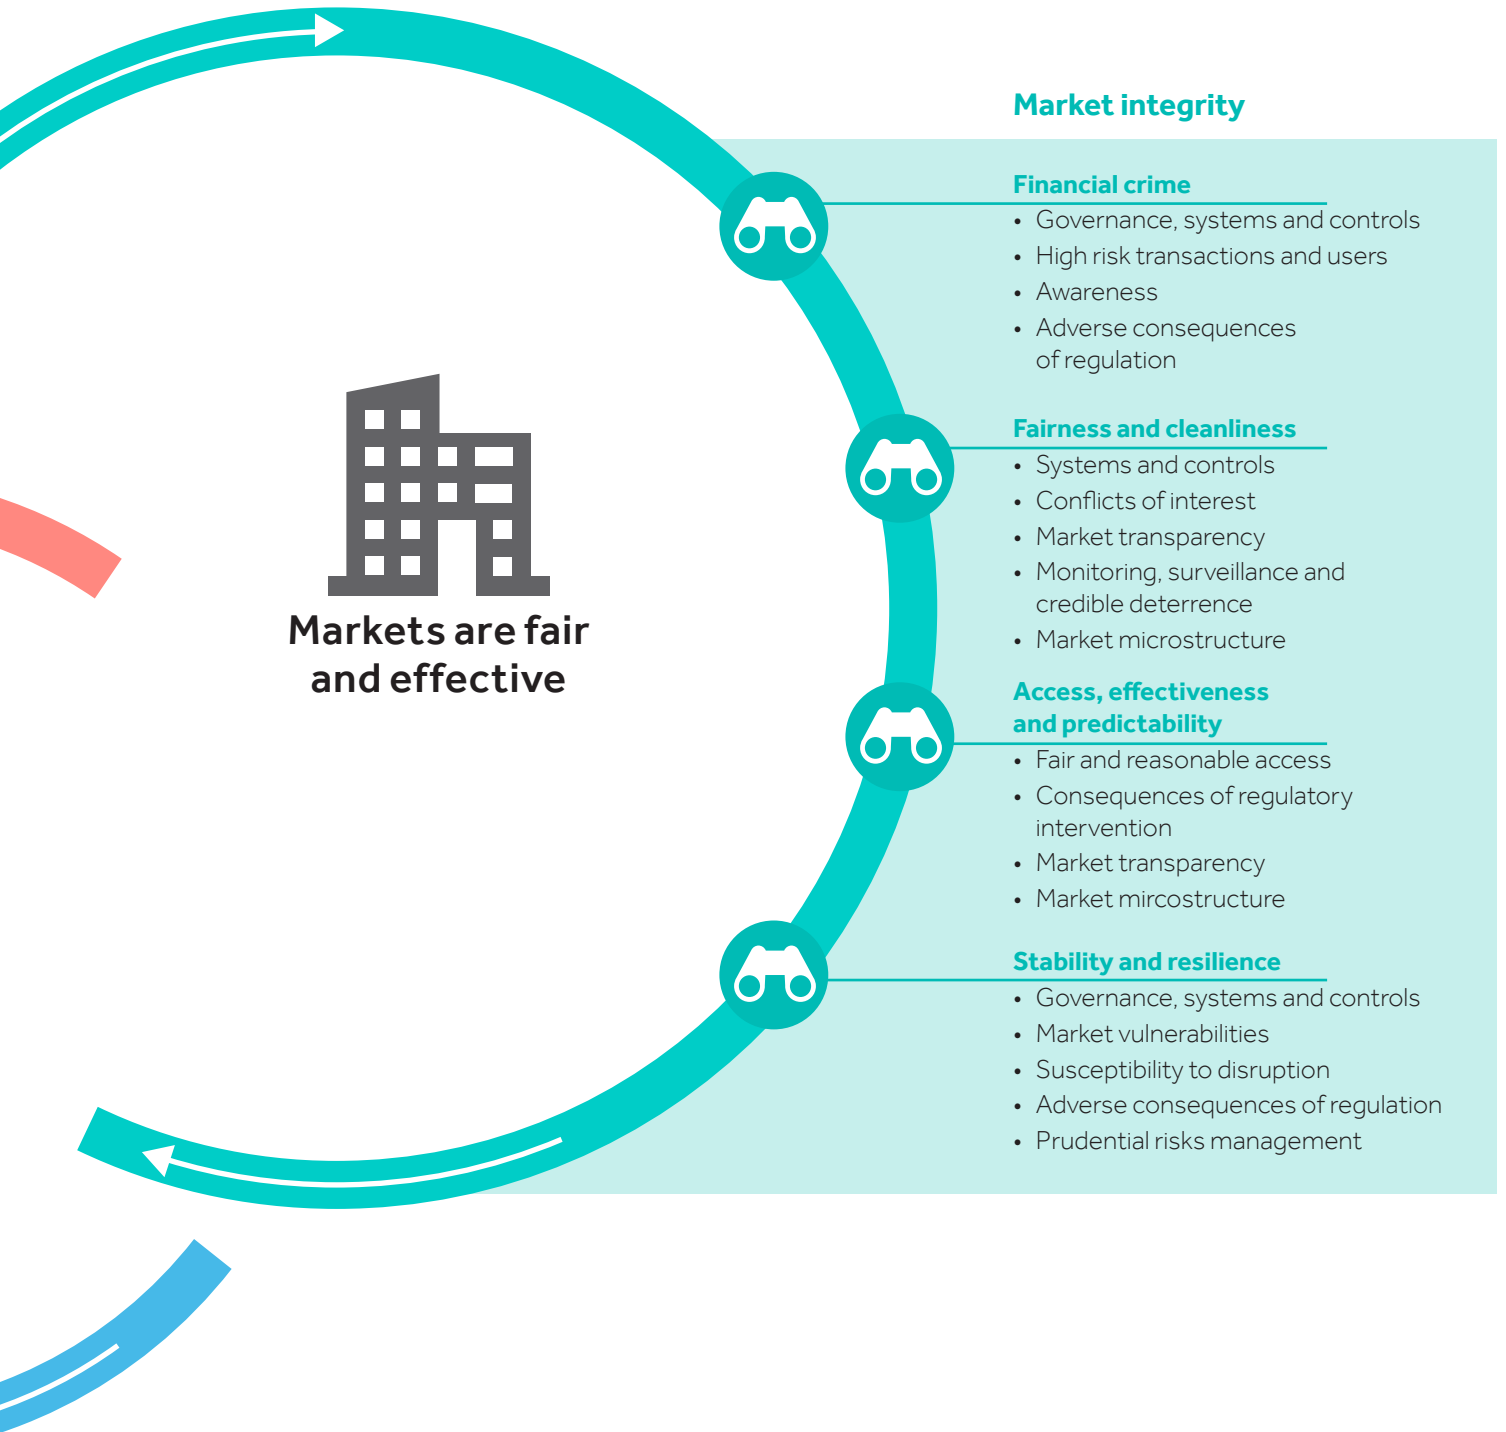 Market integrity
Financial crime
• Governance, systems and controls
• High risk transactions and users
• Awareness
• Adverse consequences
of regulation
Fairness and cleanliness
• Systems and controls
• Conflicts of interest
• Market transparency
• Monitoring, surveillance and
credible deterrence
• Market microstructure
Access, effectiveness
and predictability
• Fair and reasonable access
• Consequences of regulatory
intervention
• Market transparency
• Market mircostructure
Stability and resilience
• Governance, systems and controls
• Market vulnerabilities
• Susceptibility to disruption
• Adverse consequences of regulation
• Prudential risks management
Markets are fair
and effective